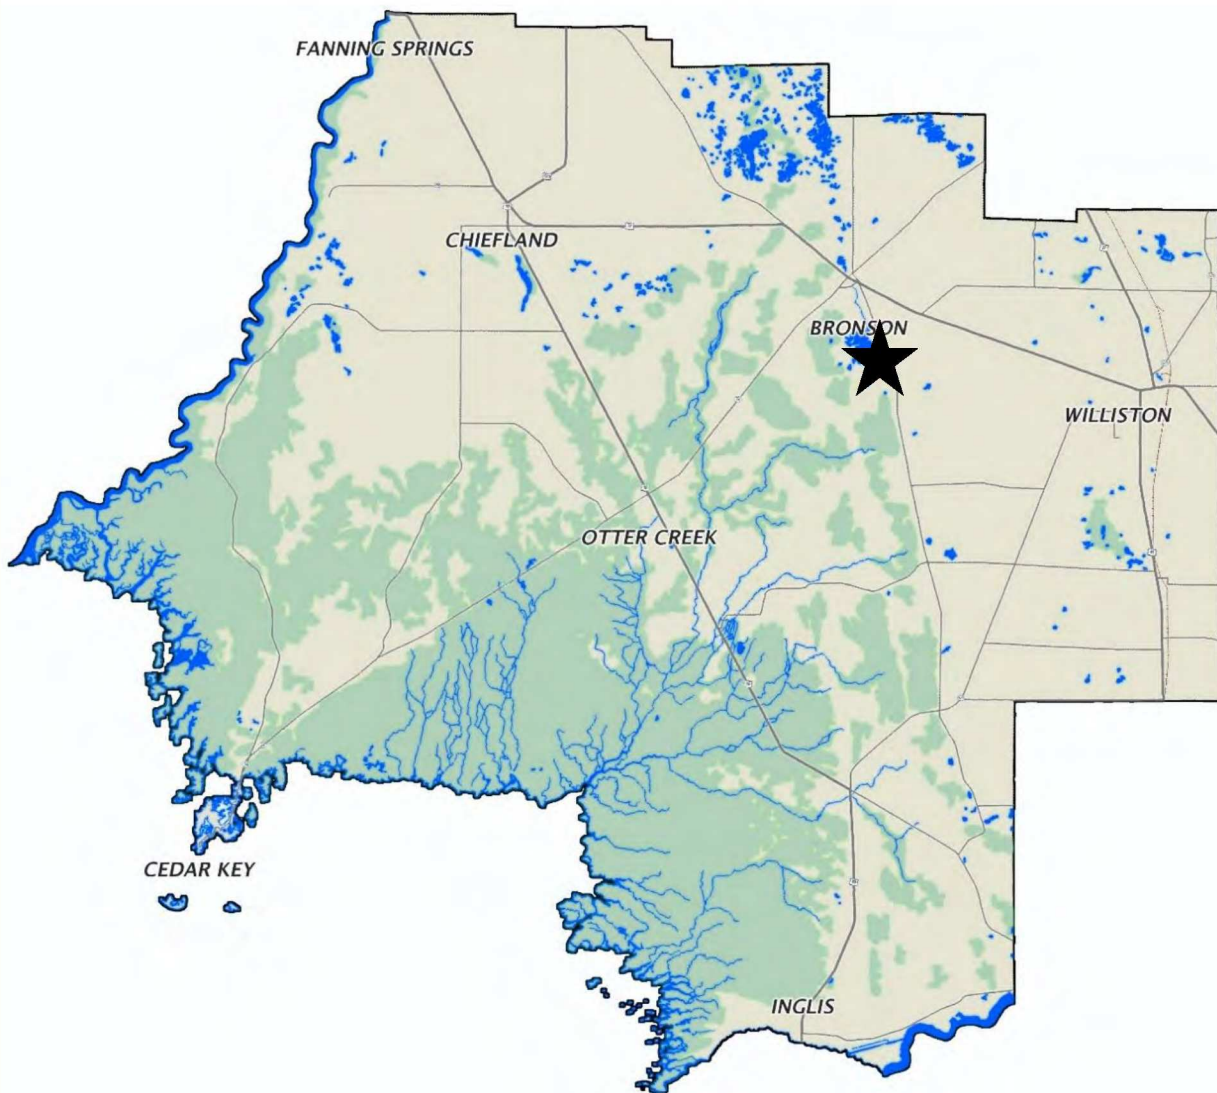 FANNING SPRINGS
CHIEFLAND
BRONSON
WILLISTON
OTTER CREEK
CEDAR KEY
INGLIS